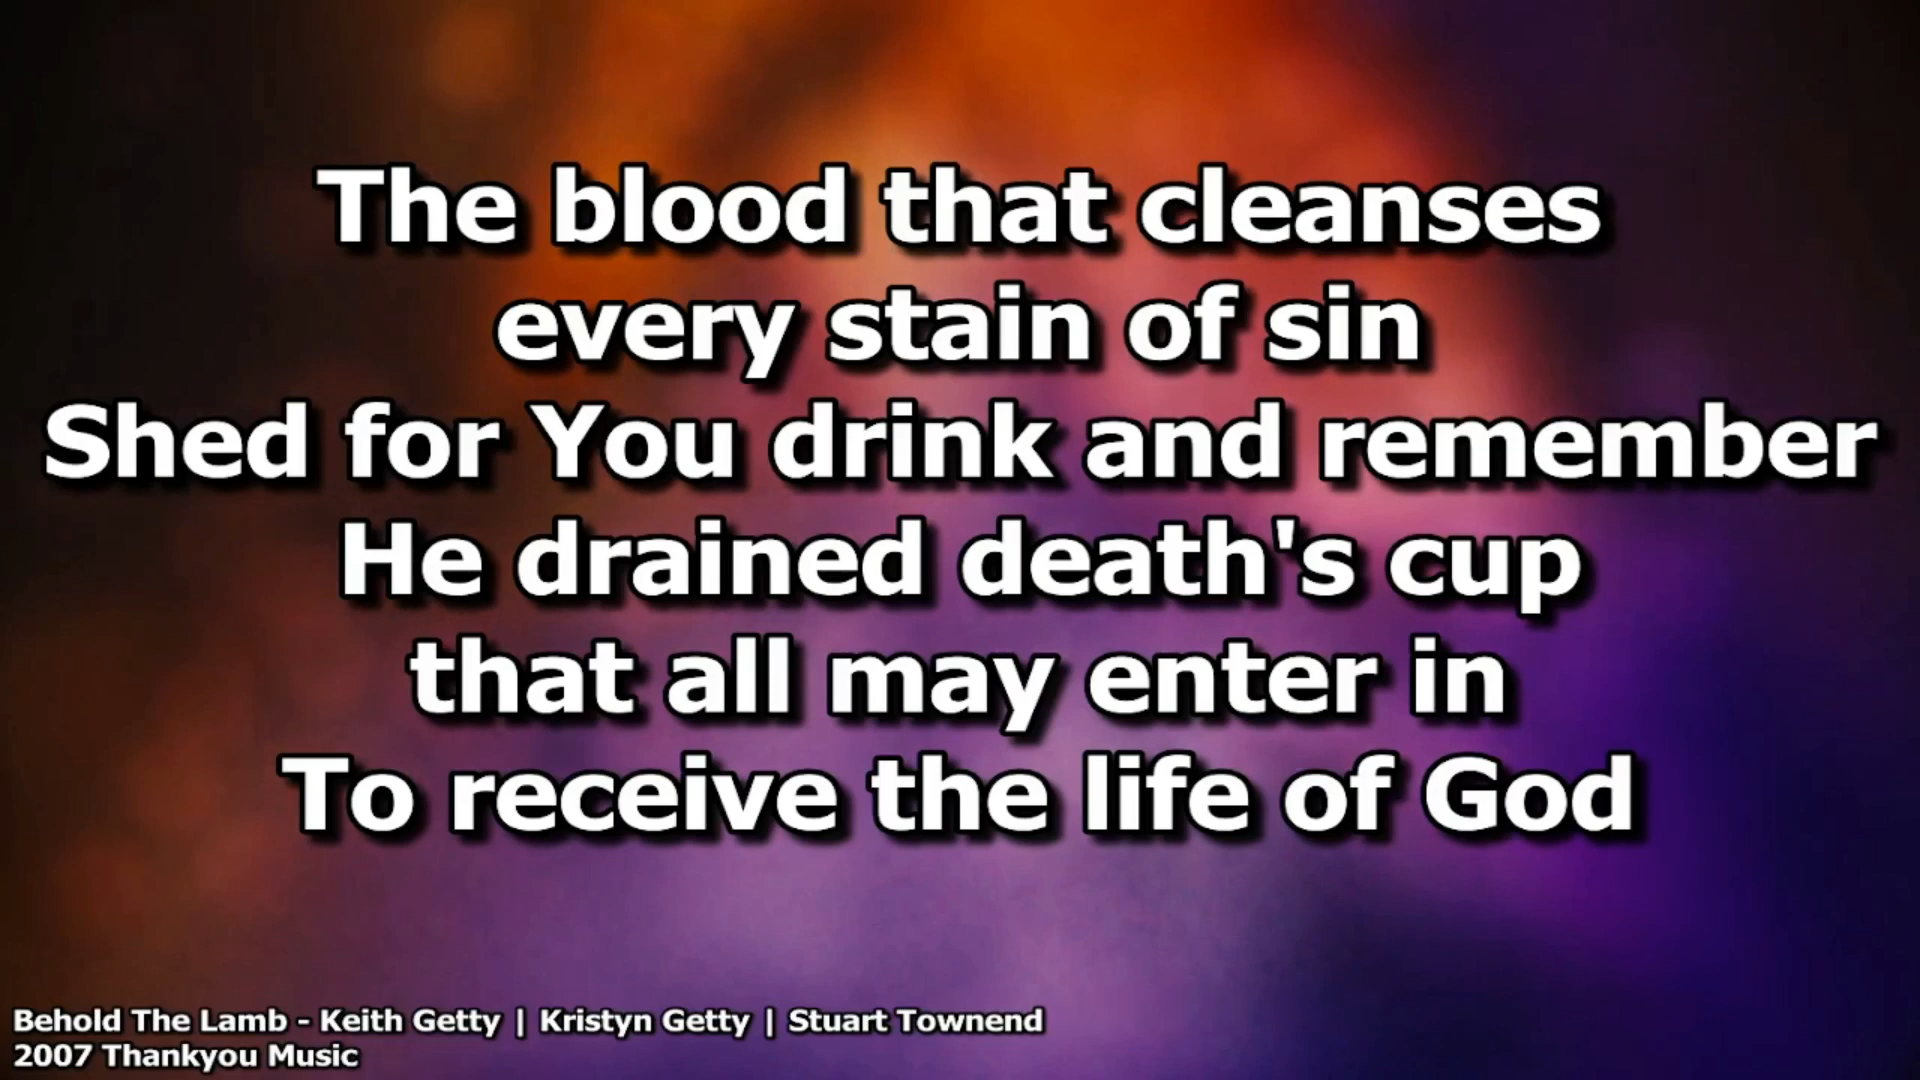 The blood that cleanses
every stain of sin
Shed for You drink and remember
He drained death's cup
that all may enter in
To receive the life of God
Behold The Lamb - Keith Getty | Kristyn Getty | Stuart Townend
2007 Thankyou Music